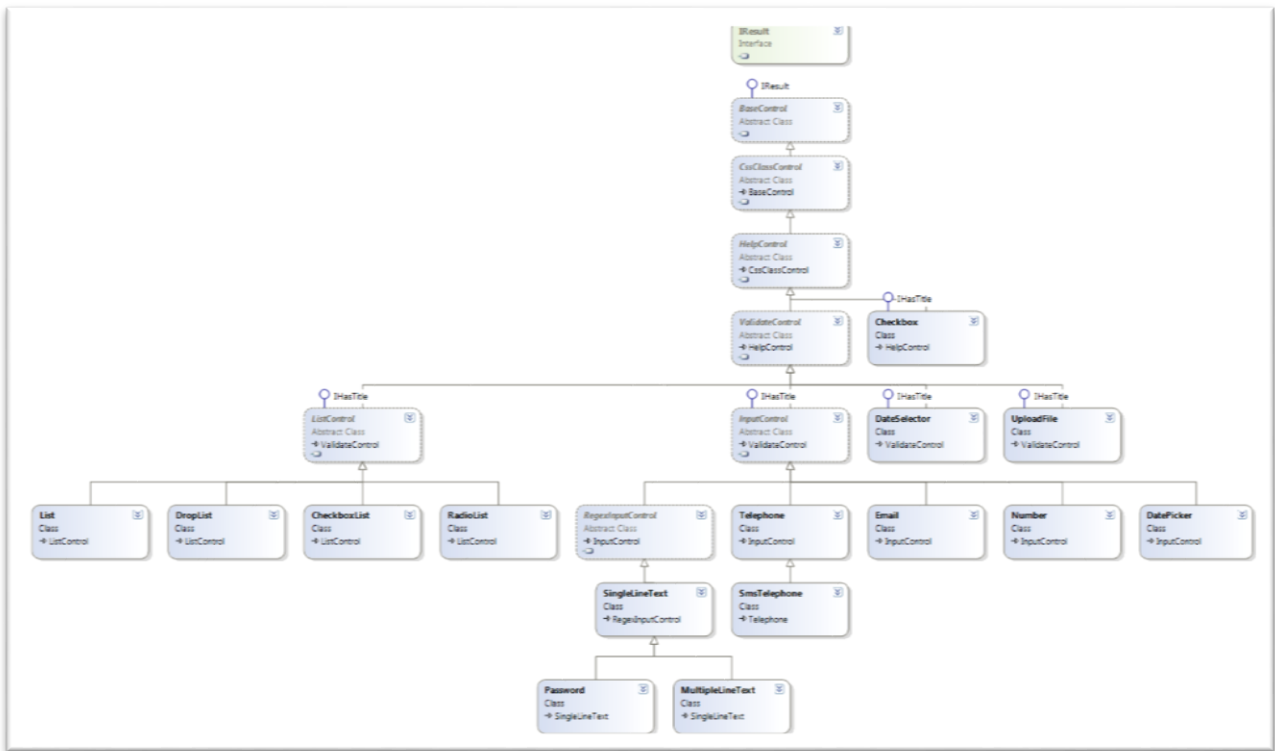 IResult
Interface
IResult
BaseControl
Abstract Class
CssClassControl
Abstract Class
BaseControl
HelpControl
Abstract Class
CssClassControl
IHasTitle
ValidateControl
Abstract Class
HelpControl
Checkbox
Class
HelpControl
IHasTitle
ListControl
Abstract Class
ValidateControl
IHasTitle
InputControl
Abstract Class
ValidateControl
IHasTitle
DateSelector
Class
ValidateControl
IHasTitle
UploadFile
Class
ValidateControl
List
Class
ListControl
DropList
Class
ListControl
CheckboxList
Class
ListControl
RadioList
Class
ListControl
RegexInputControl
Abstract Class
InputControl
Telephone
Class
InputControl
Email
Class
InputControl
Number
Class
InputControl
DatePicker
Class
InputControl
SingleLineText
Class
RegexInputControl
SmsTelephone
Class
Telephone
Password
Class
SingleLineText
MultipleLineText
Class
SingleLineText